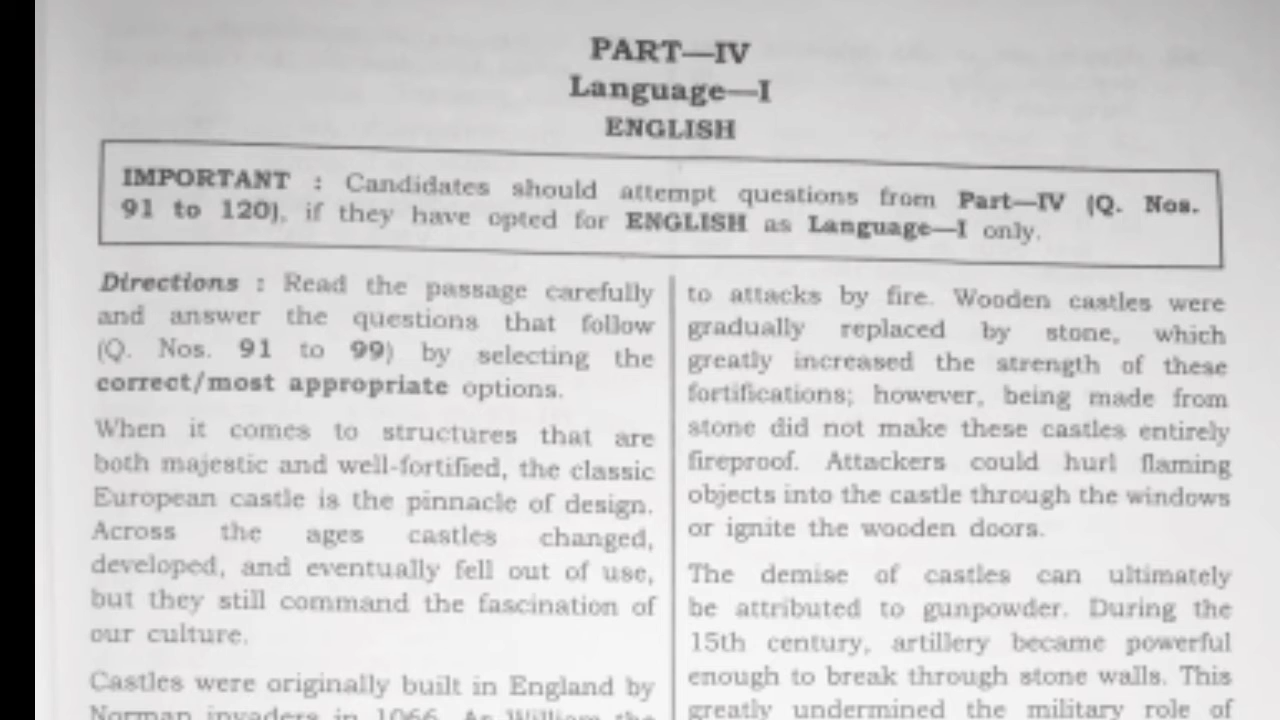 PART—IV
Language—I
ENGLISH
IMPORTANT : Candidates should attempt questions from Part—IV (Q. Nos.
91 to 120), if they have opted for ENGLISH as Language—I only.
Directions : Read the passage carefully
and answer the questions that follow
(Q. Nos. 91 to 99) by selecting the
correct/most appropriate options.
When it comes to structures that are
both majestic and well-fortified, the classic
European castle is the pinnacle of design.
Across the ages castles changed,
developed, and eventually fell out of use,
but they still command the fascination of
our culture.
Castles were originally built in England by
Norman invaders in 1066. As William the
to attacks by fire. Wooden castles were
gradually replaced by stone, which
greatly increased the strength of these
fortifications; however, being made from
stone did not make these castles entirely
fireproof. Attackers could hurl flaming
objects into the castle through the windows
or ignite the wooden doors.
The demise of castles can ultimately
be attributed to gunpowder. During the
15th century, artillery became powerful
enough to break through stone walls. This
greatly undermined the military role of